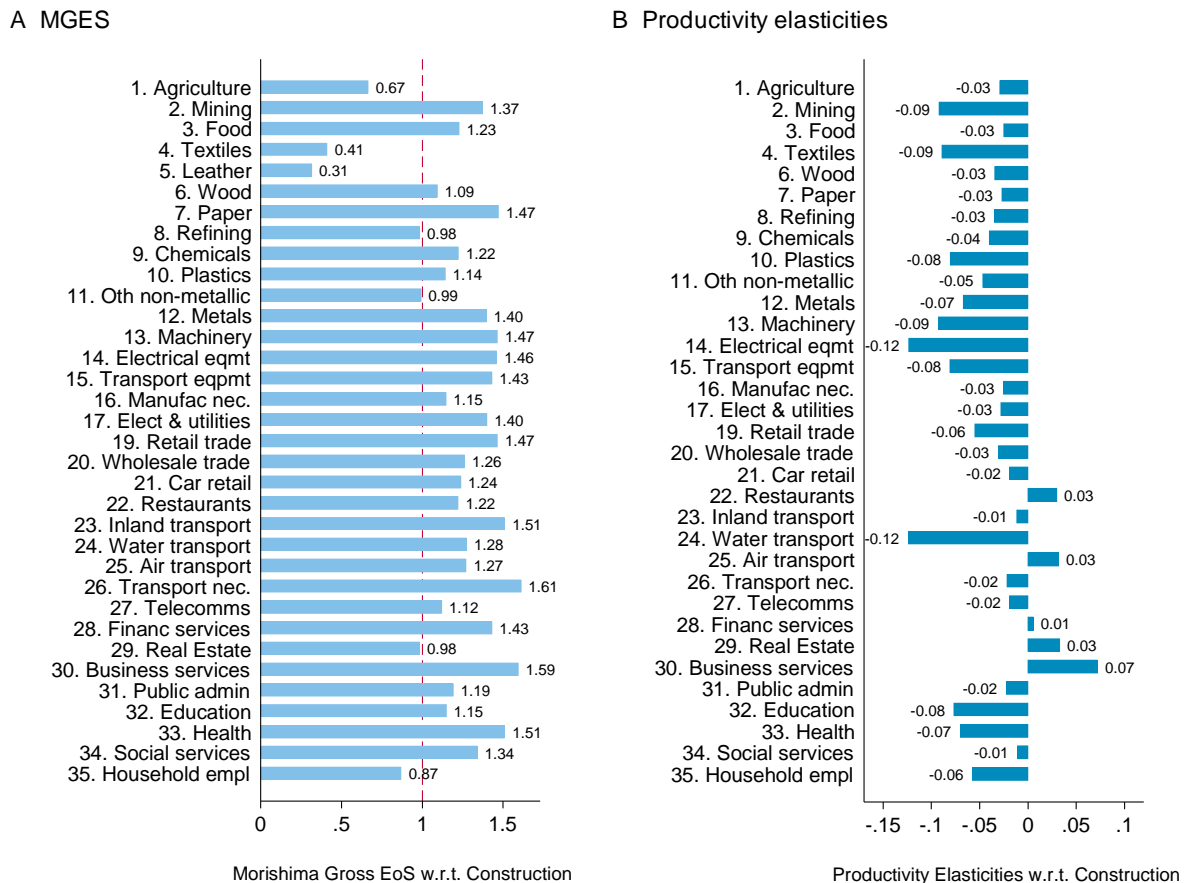 A MGES
1. Agriculture 0.67
2. Mining 1.37
3. Food 1.23
4. Textiles 0.41
5. Leather 0.31
6. Wood 1.09
7. Paper 1.47
8. Refining 0.98
9. Chemicals 1.22
10. Plastics 1.14
11. Oth non-metallic 0.99
12. Metals 1.40
13. Machinery 1.47
14. Electrical eqmt 1.46
15. Transport eqpmt 1.43
16. Manufac nec. 1.15
17. Elect & utilities 1.40
19. Retail trade 1.47
20. Wholesale trade 1.26
21. Car retail 1.24
22. Restaurants 1.22
23. Inland transport 1.51
24. Water transport 1.28
25. Air transport 1.27
26. Transport nec. 1.61
27. Telecomms 1.12
28. Financ services 1.43
29. Real Estate 0.98
30. Business services 1.59
31. Public admin 1.19
32. Education 1.15
33. Health 1.51
34. Social services 1.34
35. Household empl 0.87
0 .5 1 1.5
Morishima Gross EoS w.r.t. Construction
B Productivity elasticities
1. Agriculture -0.03
2. Mining -0.09
3. Food -0.03
4. Textiles -0.09
6. Wood -0.03
7. Paper -0.03
8. Refining -0.03
9. Chemicals -0.04
10. Plastics -0.08
11. Oth non-metallic -0.05
12. Metals -0.07
13. Machinery -0.09
14. Electrical eqmt -0.12
15. Transport eqpmt -0.08
16. Manufac nec. -0.03
17. Elect & utilities -0.03
19. Retail trade -0.06
20. Wholesale trade -0.03
21. Car retail -0.02
22. Restaurants 0.03
23. Inland transport -0.01
24. Water transport -0.12
25. Air transport 0.03
26. Transport nec. -0.02
27. Telecomms -0.02
28. Financ services 0.01
29. Real Estate 0.03
30. Business services 0.07
31. Public admin -0.02
32. Education -0.08
33. Health -0.07
34. Social services -0.01
35. Household empl -0.06
-.15 -.1 -.05 0 .05 .1
Productivity Elasticities w.r.t. Construction